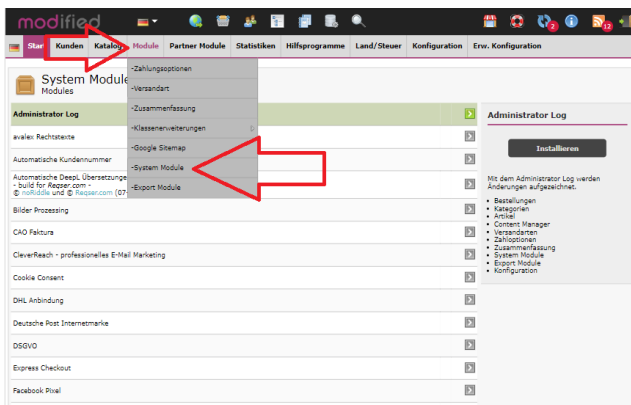 modified
2
12
Start Kunden Katalog Module Partner Module Statistiken Hilfsprogramme Land/Steuer Konfiguration Erw. Konfiguration
-Zahlungsoptionen
-Versandart
-Zusammenfassung
-Klassenerweiterungen
-Google Sitemap
-System Module
-Export Module
System Module
Modules
Administrator Log
avalex Rechtstexte
Automatische Kundennummer
Automatische DeepL Übersetzunge
- build for Reqser.com -
© noRiddle und © Reqser.com (07-
Bilder Prozessing
CAO Faktura
CleverReach - professionelles E-Mail Marketing
Cookie Consent
DHL Anbindung
Deutsche Post Internetmarke
DSGVO
Express Checkout
Facebook Pixel
Administrator Log
Installieren
Mit dem Administrator Log werden
Änderungen aufgezeichnet.
• Bestellungen
• Kategorien
• Artikel
• Content Manager
• Versandarten
• Zahloptionen
• Zusammenfassung
• System Module
• Export Module
• Konfiguration